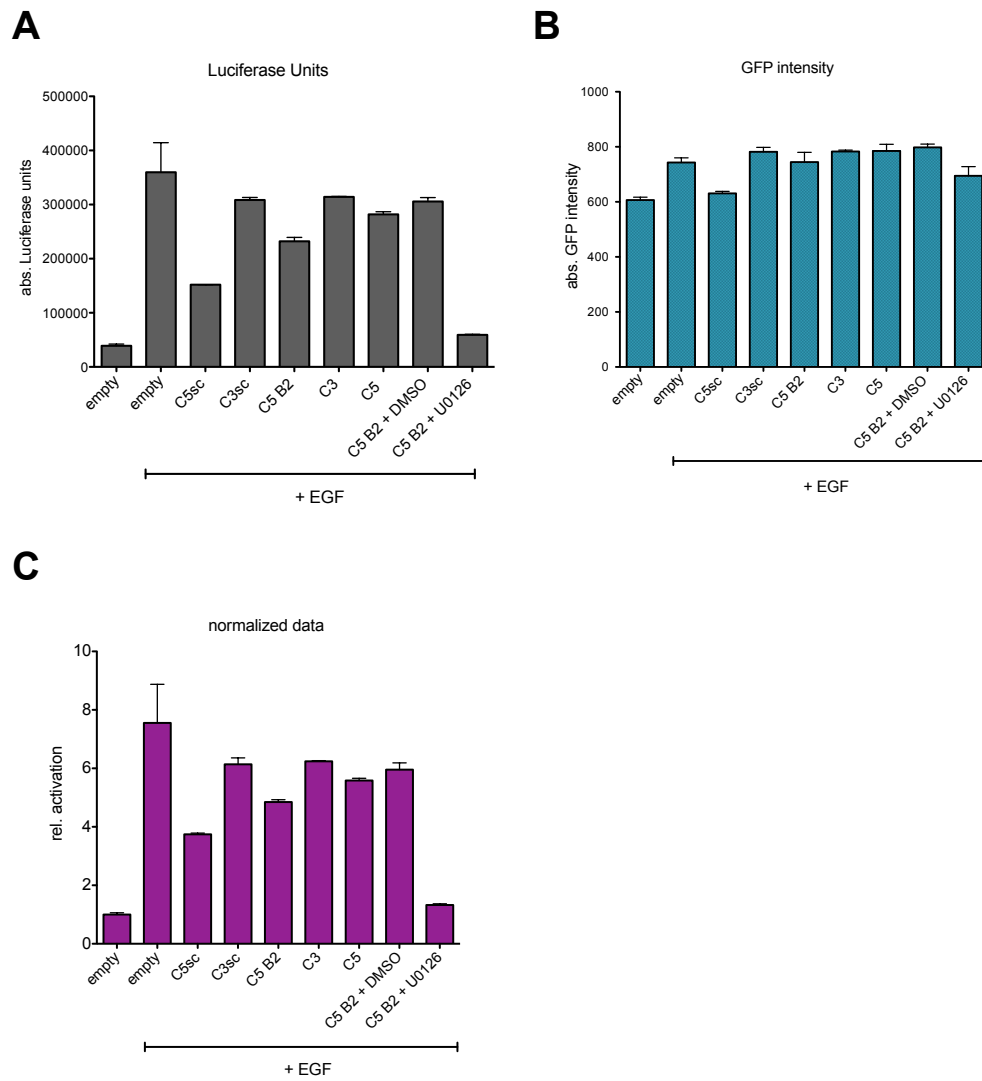 A
Luciferase Units
abs. Luciferase units
500000
400000
300000
200000
100000
0
empty
empty
C5sc
C3sc
C5 B2
C3
C5
C5 B2 + DMSO
C5 B2 + U0126
+ EGF
B
GFP intensity
abs. GFP intensity
1000
800
600
400
200
0
empty
empty
C5sc
C3sc
C5 B2
C3
C5
C5 B2 + DMSO
C5 B2 + U0126
+ EGF
C
normalized data
rel. activation
10
8
6
4
2
0
empty
empty
C5sc
C3sc
C5 B2
C3
C5
C5 B2 + DMSO
C5 B2 + U0126
+ EGF